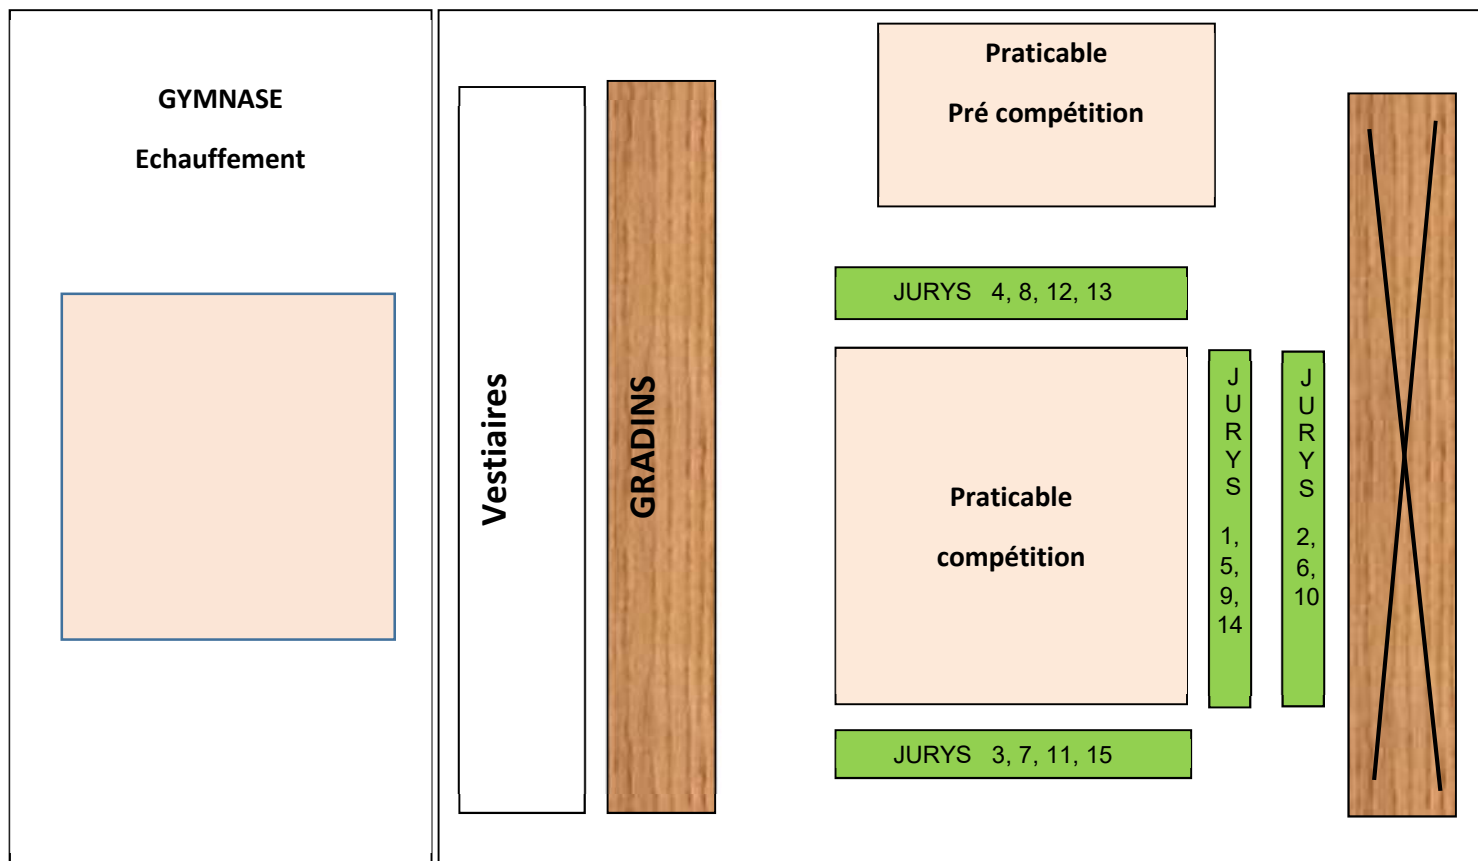 GYMNASE
Echauffement
Vestiaires
GRADINS
Praticable
Pré compétition
JURYS 4, 8, 12, 13
Praticable
compétition
JURYS 1, 5, 9, 14
JURYS 2, 6, 10
JURYS 3, 7, 11, 15